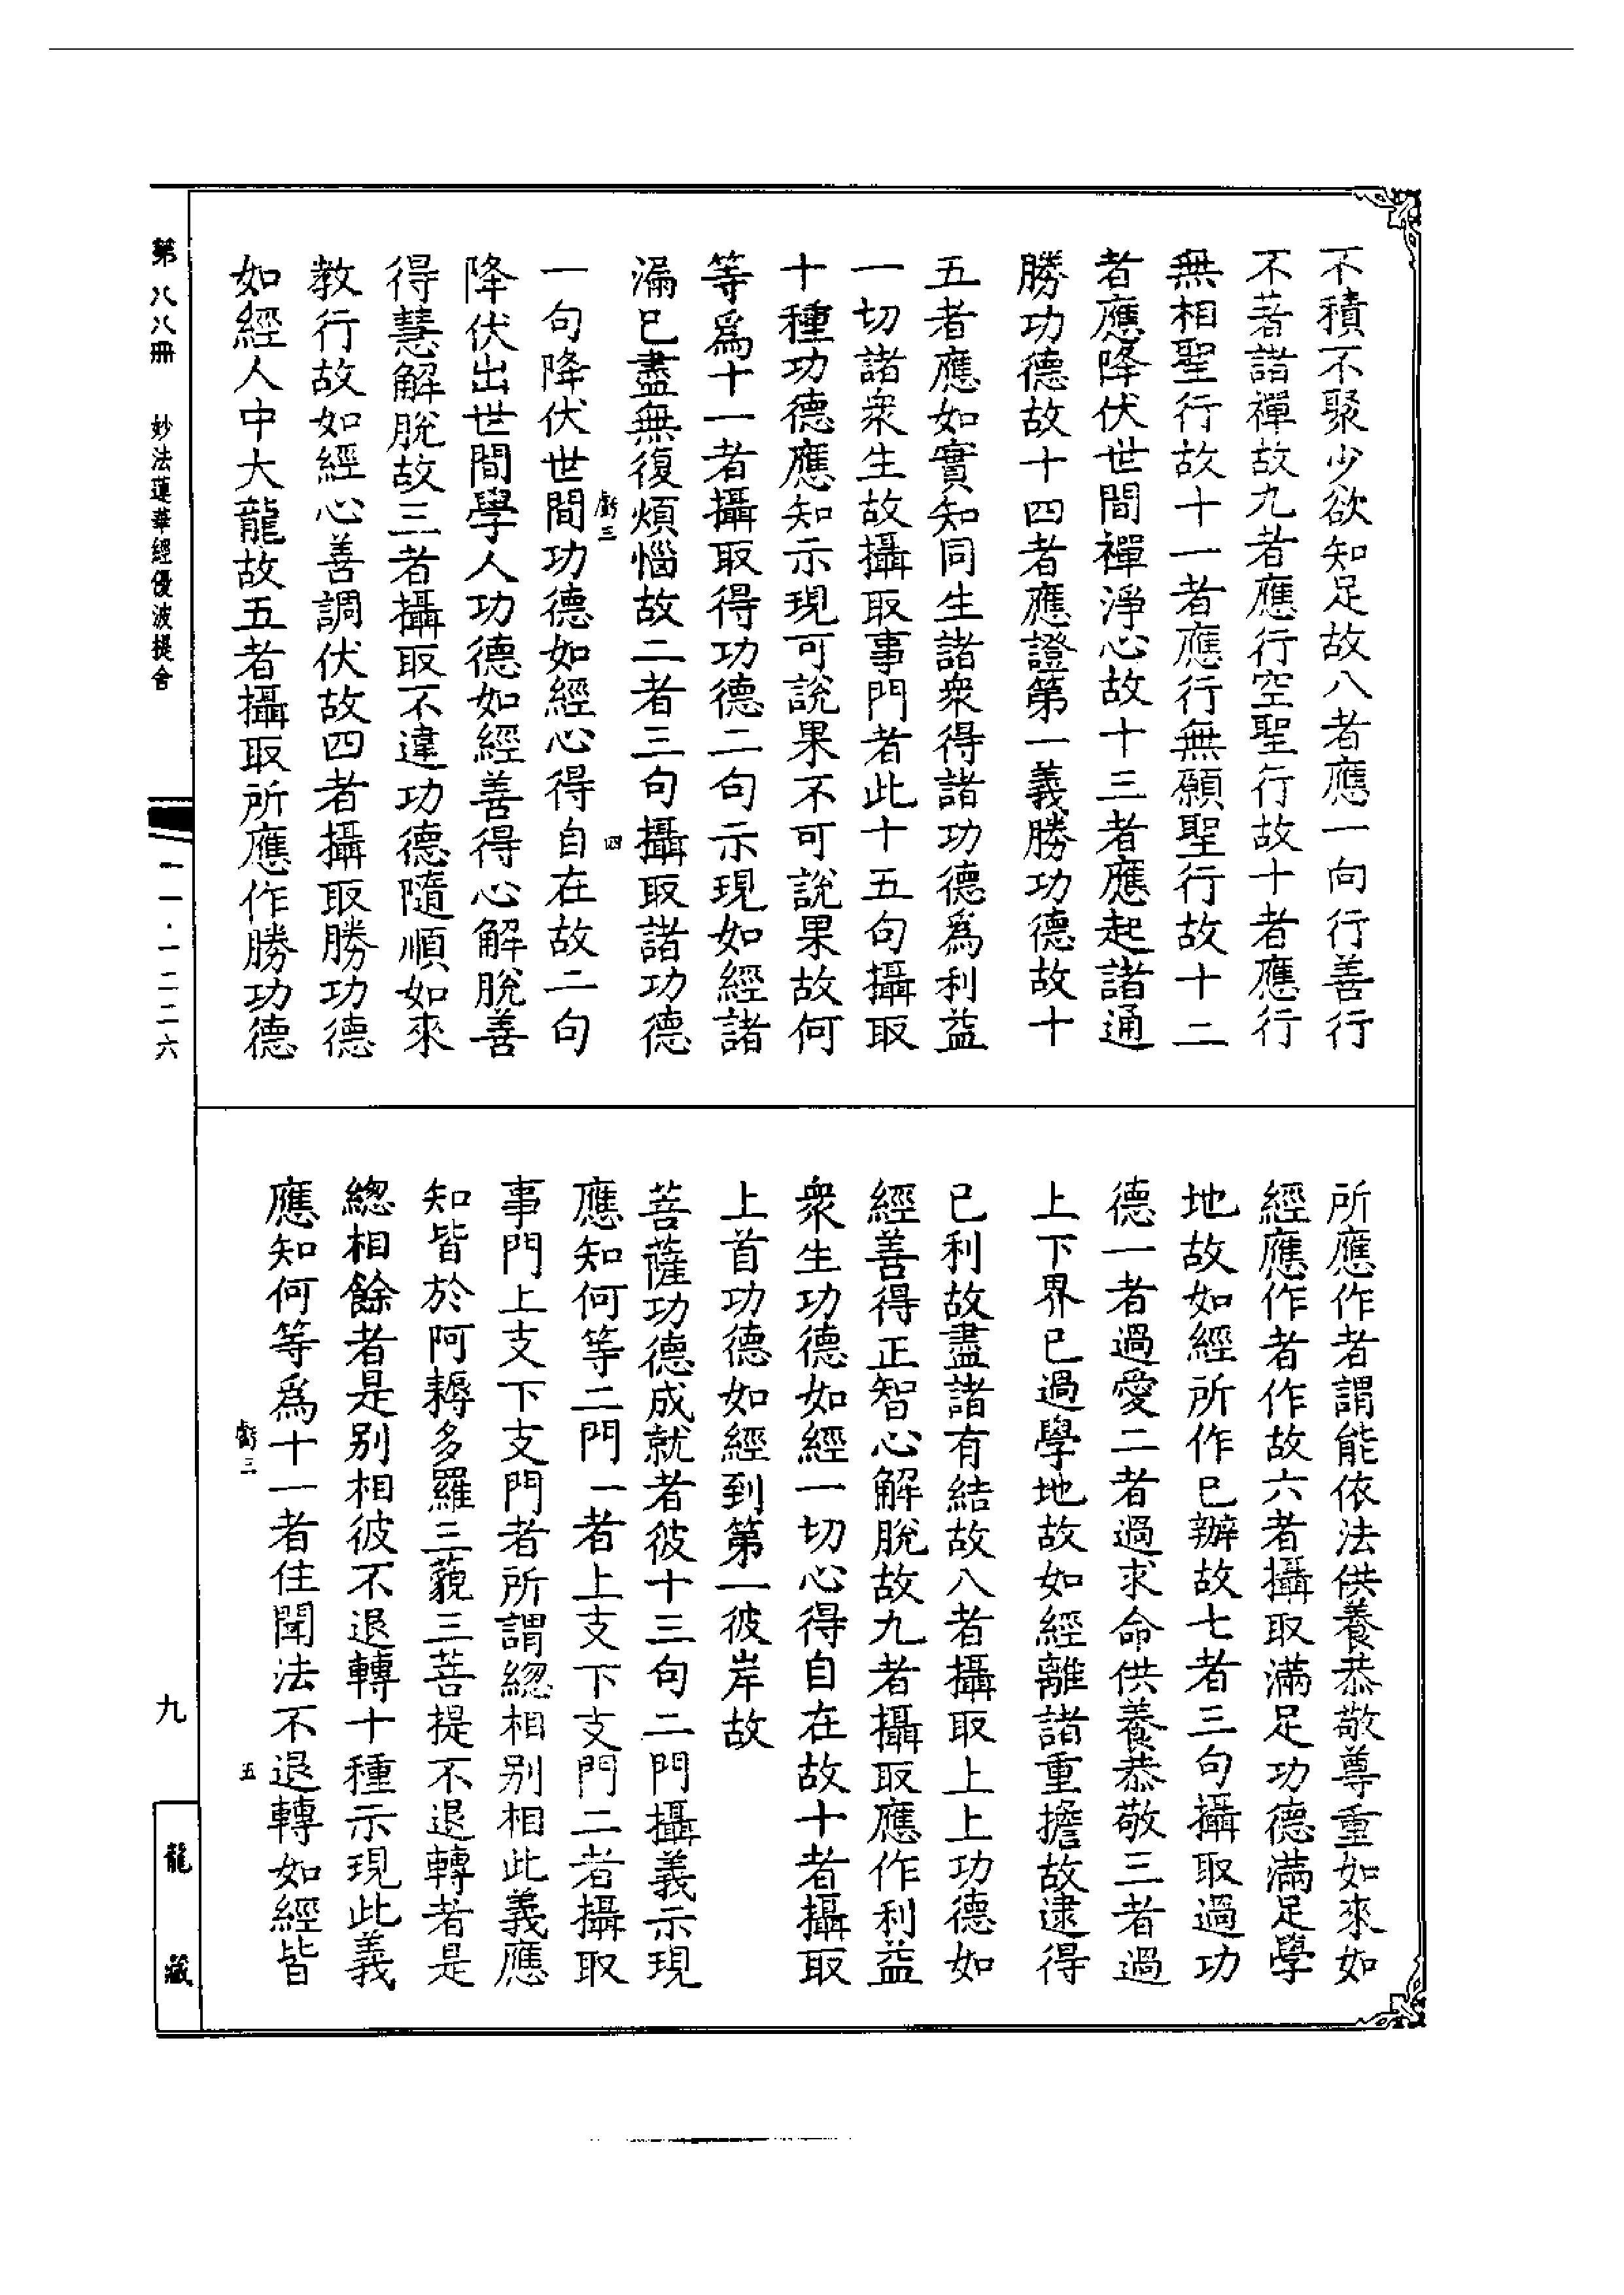 不積不聚少欲知足故八者應一向行善行
不著諸禪故九者應行空聖行故十者應行
無相聖行故十一者應行無願聖行故十二
者應降伏世間禪淨心故十三者應起諸通
勝功德故十四者應證第一義勝功德故十
五者應如實知同生諸衆得諸功德爲利益
一切諸衆生故攝取事門者此十五句攝取
十種功德應知示現可說果不可說果故何
等爲十一者攝取得功德二句示現如經諸
漏已盡無復煩惱故二者三句攝取諸功德
虧三
四
一句降伏世間功德如經心得自在故二句
降伏出世間學人功德如經善得心解脫善
得慧解脫故三者攝取不違功德隨順如來
教行故如經心善調伏故四者攝取勝功德
如經人中大龍故五者攝取所應作勝功德
所應作者謂能依法供養恭敬尊重如來如
經應作者作故六者攝取滿足功德滿足學
地故如經所作已辦故七者三句攝取過功
德一者過愛二者過求命供養恭敬三者過
上下界已過學地故如經離諸重擔故逮得
已利故盡諸有結故八者攝取上上功德如
經善得正智心解脫故九者攝取應作利益
衆生功德如經一切心得自在故十者攝取
上首功德如經到第一彼岸故
菩薩功德成就者彼十三句二門攝義示現
應知何等二門一者上支下支門二者攝取
事門上支下支門者所謂總相別相此義應
知皆於阿耨多羅三藐三菩提不退轉者是
總相餘者是別相彼不退轉十種示現此義
應知何等爲十一者住聞法不退轉如經皆
虧三
五
第八八冊
妙法蓮華經優波提舍
一一·一二二六
九
龍藏